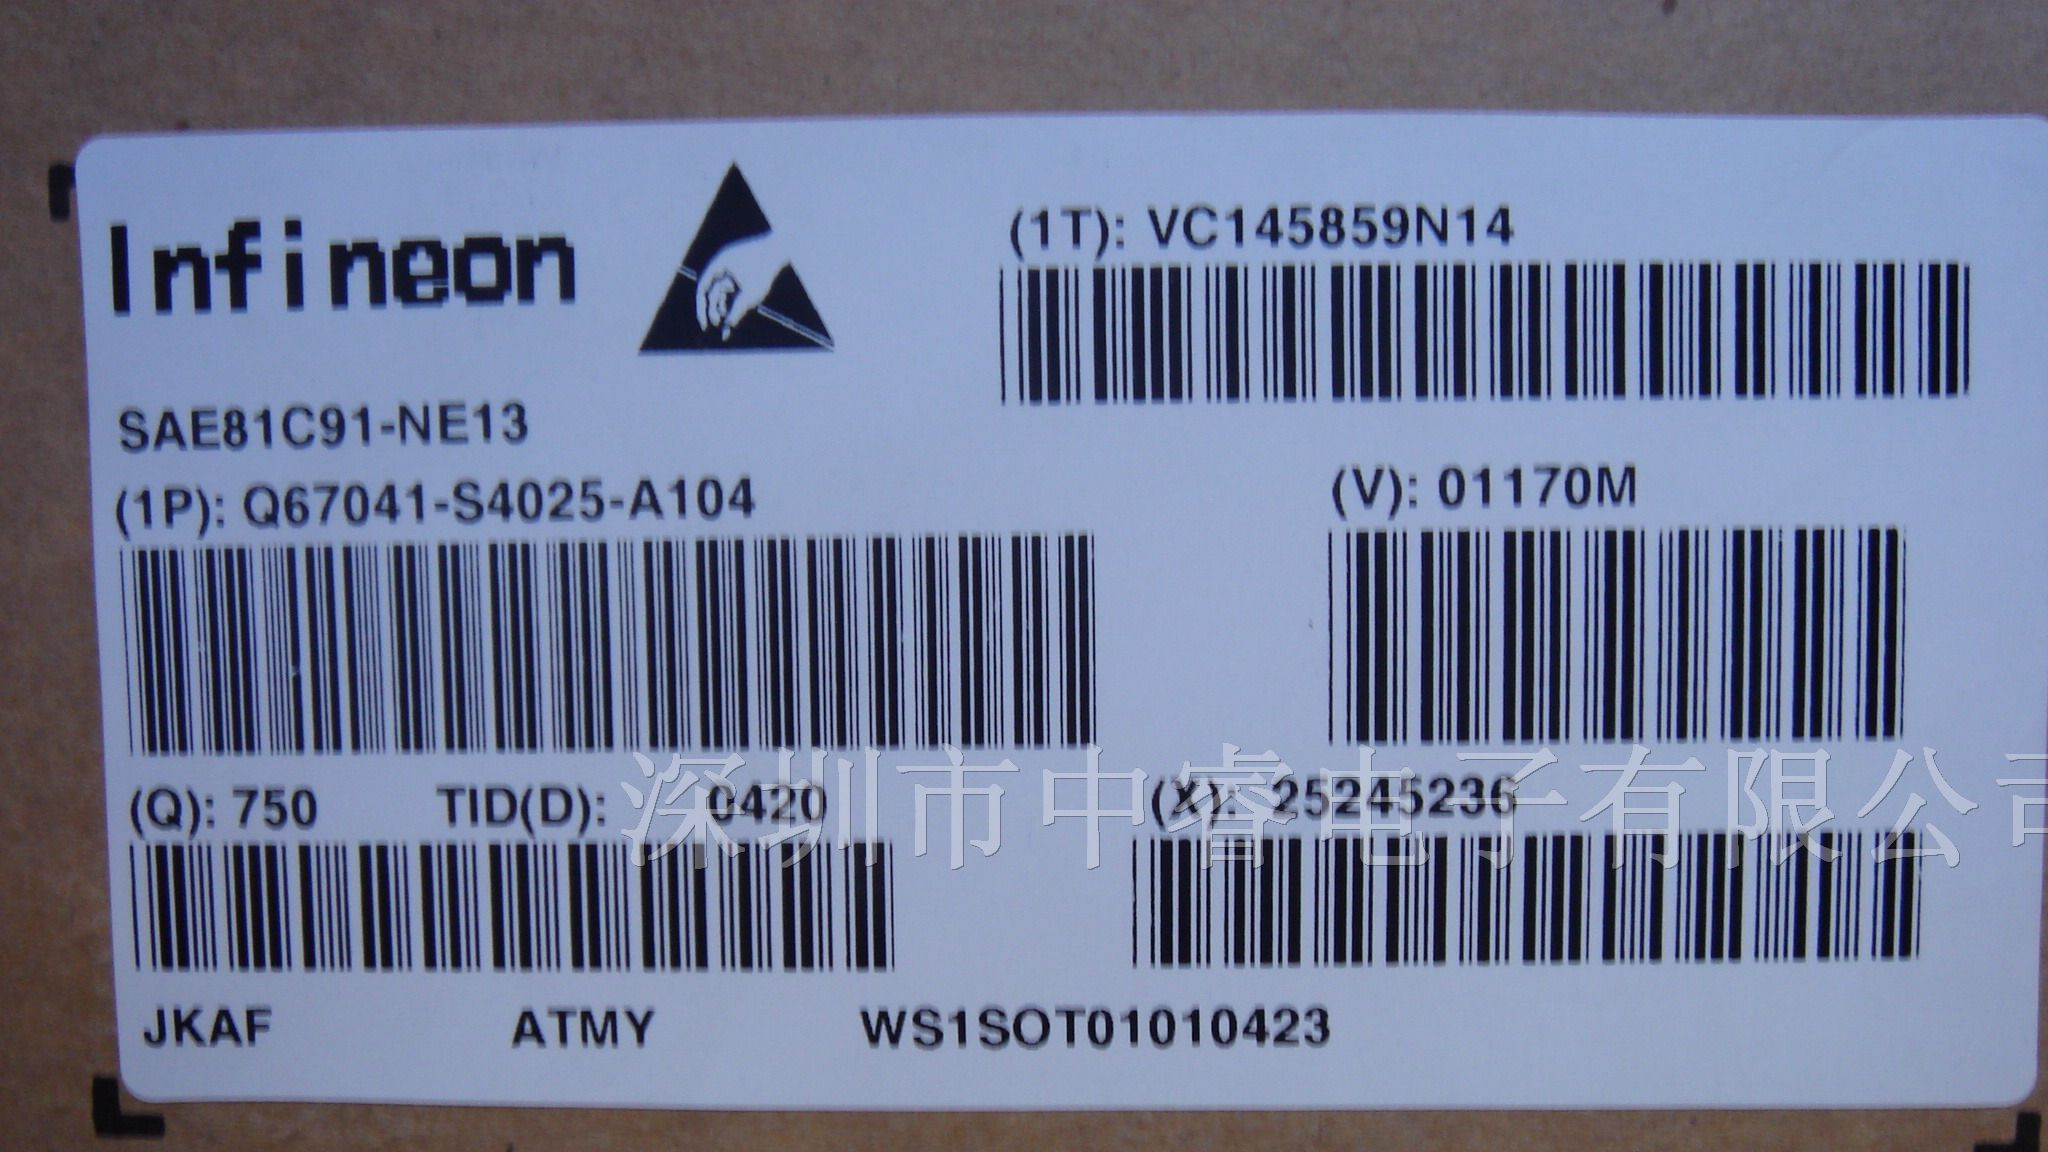 Infineon
(1T): VC145859N14
SAE81C91-NE13
(1P): Q67041-S4025-A104
(V): 01170M
(Q): 750 TID(D): 0420
(X): 25245236
深圳市中睿电子有限公司
JKAF ATMY WS1SOT01010423